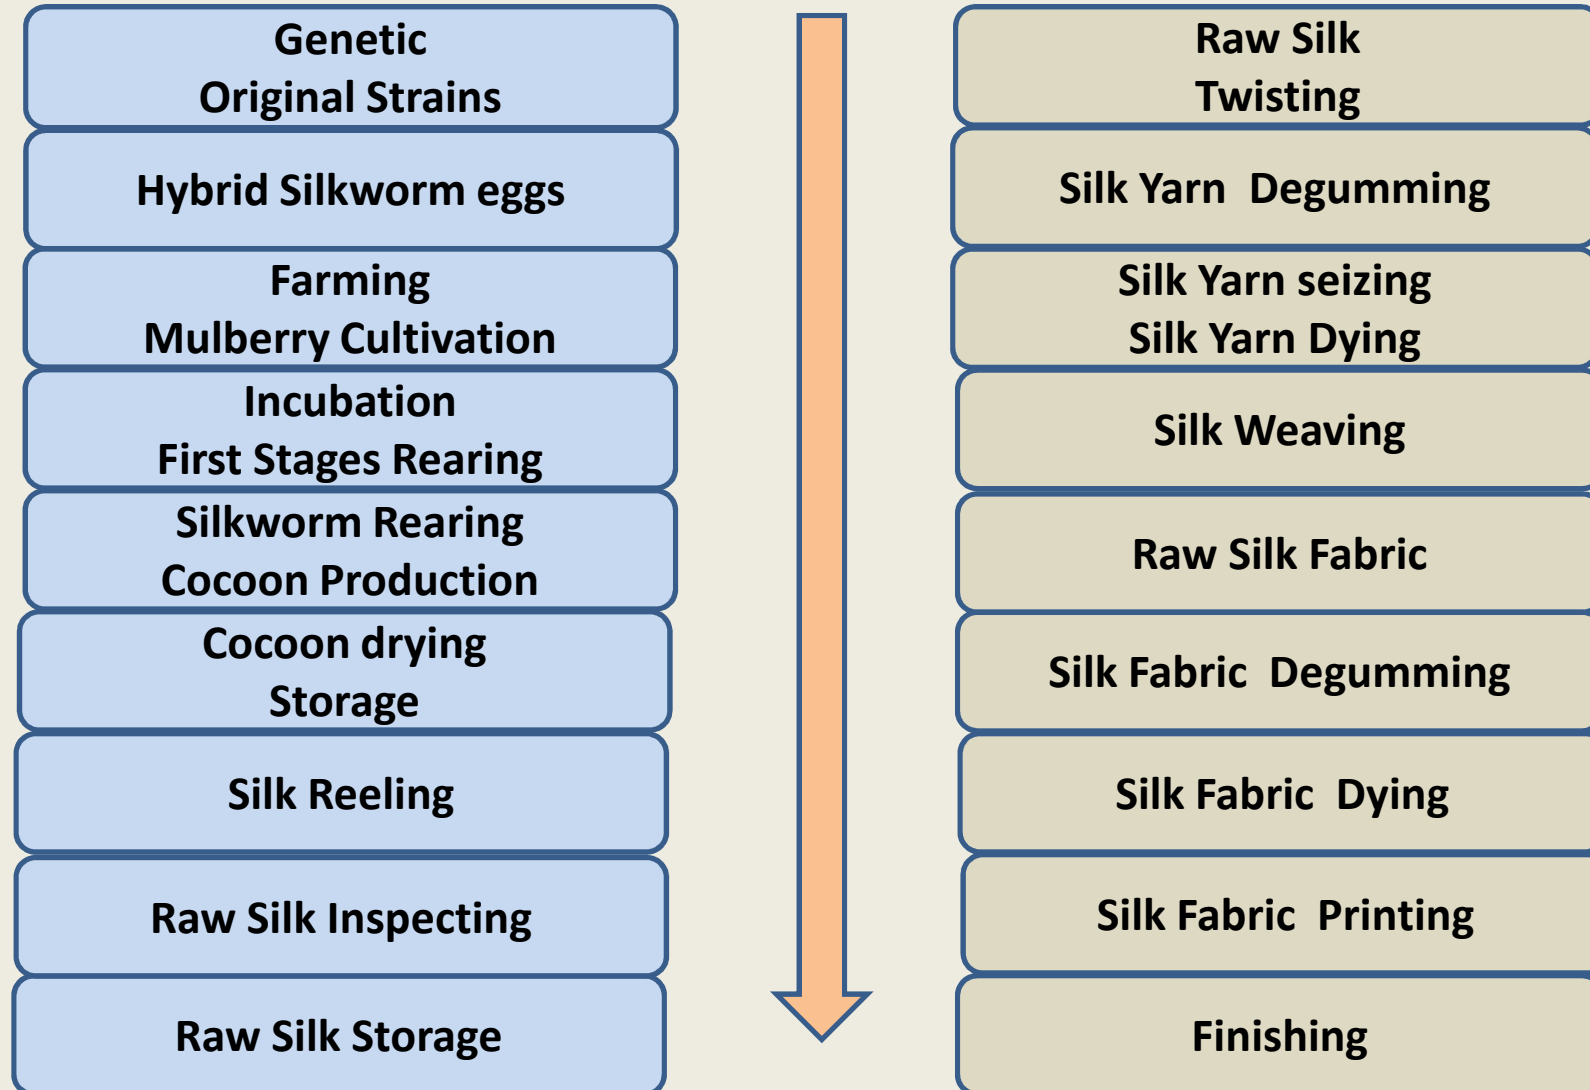 Genetic
Original Strains
Hybrid Silkworm eggs
Farming
Mulberry Cultivation
Incubation
First Stages Rearing
Silkworm Rearing
Cocoon Production
Cocoon drying
Storage
Silk Reeling
Raw Silk Inspecting
Raw Silk Storage
Raw Silk
Twisting
Silk Yarn  Degumming
Silk Yarn seizing
Silk Yarn Dying
Silk Weaving
Raw Silk Fabric
Silk Fabric  Degumming
Silk Fabric  Dying
Silk Fabric  Printing
Finishing